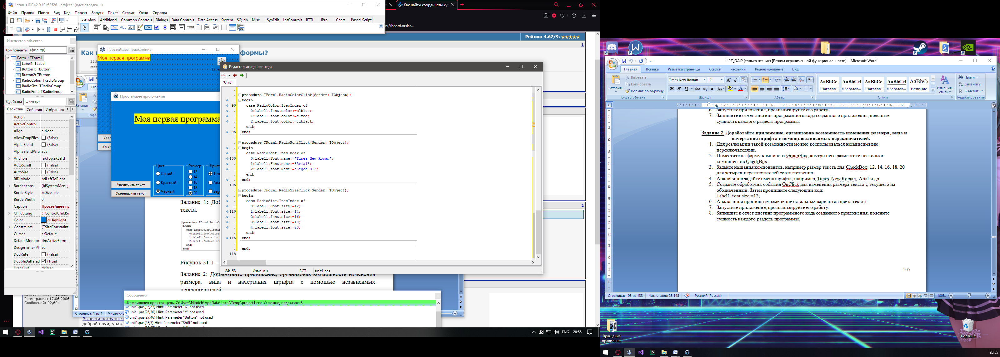 Lazarus IDE v2.0.10 r63526 - project1 (идёт отладка ...)
Файл Правка Поиск Вид Код Проект Запуск Пакет Сервис Окно Справка
Standard Additional Common Controls Dialogs Data Controls Data Access System SQLdb Misc SynEdit LazControls RTTI IPro Chart Pascal Script
Как найти координаты ку
s://board.orsk.r...
Рейтинг 4.67/9:
1
Как
формы?
28.0
Мет
Инспектор объектов
Компоненты (фильтр)
Form1: TForm1
Label1: TLabel
Button1: TButton
Button2: TButton
RadioColor: TRadioGroup
RadioSize: TRadioGroup
RadioFont: TRadioGroup
Свойства (фильтр)
Свойства События Избранное
Action
ActiveControl
Align alNone
AllowDropFiles (False)
AlphaBlend (False)
AlphaBlendValu 255
Anchors [akTop,akLeft]
AutoScroll (False)
AutoSize (False)
BiDiMode bdLeftToRight
BorderIcons [biSystemMenu,
BorderStyle bsSizeable
BorderWidth 0
Caption Простейшее пр
ChildSizing (TControlChildSi
Color clHighlight
Constraints (TSizeConstraints
Cursor crDefault
DefaultMonitor dmActiveForm
DesignTimePPI 96
DockSite (False)
DoubleBuffered (True)
DragKind dkDrag
Простейшее приложение
Моя первая программа
Labe
Увел
Умен
Простейшее приложение
Моя первая программа
Цвет
Синий
Красный
Чёрный
Размер
12
14
16
18
20
Шриф
Tim
Aria
Seg
Увеличить текст
Уменьшить текст
Гла
Вставить
Буфе
Задание 1: Доб
текста.
procedure TForm1.RadioC
begin
case RadioColor.ItemIn
0:label1.font.color:
1:label1.font.color:
2:label1.font.color:
end;
end;
Рисунок 21.1 –
Задание 2: Доработайте приложение, организовав возможность изменения
размера, вида и начертания шрифта с помощью независимых
переключателей
Страница: 1 из 1 Число сло
Редактор исходного кода
*Unit1
procedure TForm1.RadioColorClick(Sender: TObject);
begin
90 case RadioColor.ItemIndex of
0:label1.font.color:=clblue;
1:label1.font.color:=clred;
2:label1.font.color:=clblack;
end;
95 end;
procedure TForm1.RadioFontClick(Sender: TObject);
begin
case RadioFont.ItemIndex of
100 0:label1.Font.name:='Times New Roman';
1:label1.Font.name:='Arial';
2:label1.font.Name:='Segoe UI';
end;
end;
105
procedure TForm1.RadioSizeClick(Sender: TObject);
begin
case RadioSize.ItemIndex of
0:label1.Font.size:=12;
110 1:label1.Font.size:=14;
2:label1.font.size:=16;
3:label1.font.size:=18;
4:label1.font.size:=20;
end;
115 end;
end.
118
84: 58 Изменён ВСТ unit1.pas
2
Регистрация: 17.06.2006
Сообщений: 92,604
Вывести поточные
доброй ночи, уважа
Сообщения
...Компиляция проекта, цель: C:\Users\Nitoich\AppData\Local\Temp\project1.exe: Успешно, подсказок: 8
unit1.pas(26,27) Hint: Parameter "X" not used
unit1.pas(26,30) Hint: Parameter "Y" not used
unit1.pas(27,46) Hint: Parameter "Button" not used
unit1.pas(28,7) Hint: Parameter "Shift" not used
ENG 20:55
LPZ_OAiP (только чтение) [Режим ограниченной функциональности] - Microsoft Word
Главная Вставка Разметка страницы Ссылки Рассылки Рецензирование Вид
Вставить
Вырезать
Копировать
Формат по образцу
Буфер обмена
Times New Roman 12
Шрифт
Абзац
AaBbCcI AaBbCcI AaBbCcI AaBbCcI AaBbCc
¶ Заголов... ¶ Заголов... ¶ Заголов... ¶ Заголов... Название
Изменить стили
Стили
Найти
Заменить
Выделить
Редактирование
6. Запустите приложение, проанализируйте его работу.
7. Запишите в отчет листинг программного кода созданного приложения, поясните
сущность каждого раздела программы.
Задание 2. Доработайте приложение, организовав возможность изменения размера, вида и
начертания шрифта с помощью зависимых переключателей.
1. Для реализации такой возможности можно воспользоваться независимыми
переключателями.
2. Поместите на форму компонент GroupBox, внутри него разместите несколько
компонентов CheckBox.
3. Задайте названия компонентов, например размер текста для CheckBox: 12, 14, 16, 18, 20
для четырех переключателей соответственно.
4. Аналогично задайте имена шрифта, например, Times New Roman, Arial и др.
5. Создайте обработчик события OnClick для изменения размера текста с текущего на
обозначенный. Затем пропишите следующий код:
Label1.Font.size:=12;
6. Аналогично пропишите изменение остальных вариантов цвета текста.
7. Запустите приложение, проанализируйте его работу.
8. Запишите в отчет листинг программного кода созданного приложения, поясните
сущность каждого раздела программы.
105
Страница: 105 из 133 Число слов: 28 148 Русский (Россия) 100%
Вращение
правильн...
Корзина
20:55